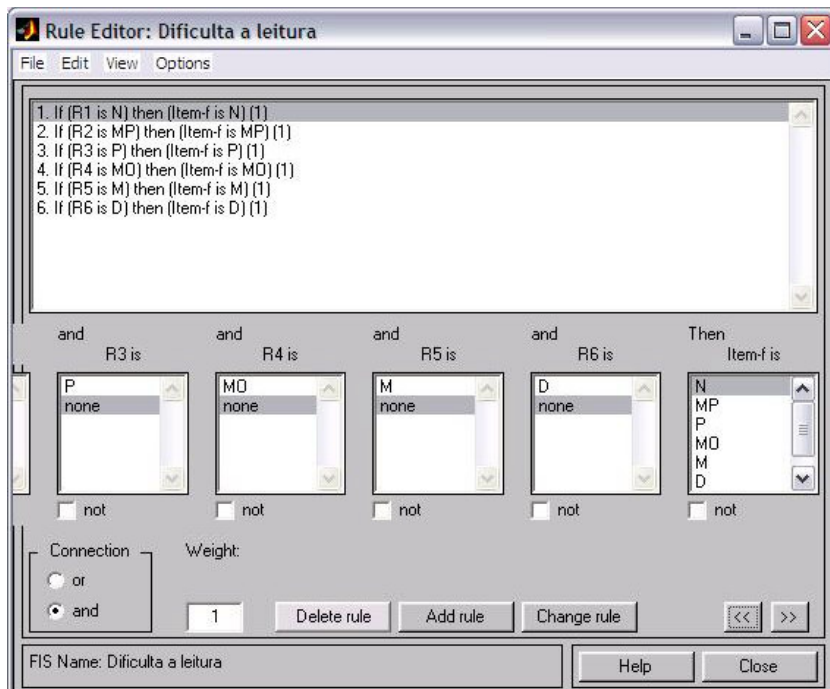 Rule Editor: Dificulta a leitura
File Edit View Options
1. If (R1 is N) then (Item-f is N) (1)
2. If (R2 is MP) then (Item-f is MP) (1)
3. If (R3 is P) then (Item-f is P) (1)
4. If (R4 is MO) then (Item-f is MO) (1)
5. If (R5 is M) then (Item-f is M) (1)
6. If (R6 is D) then (Item-f is D) (1)
and and and and Then
R3 is R4 is R5 is R6 is Item-f is
P MO M D N
none none none none MP
P
MO
M
D
not not not not not
Connection Weight:
or
and 1 Delete rule Add rule Change rule << >>
FIS Name: Dificulta a leitura Help Close